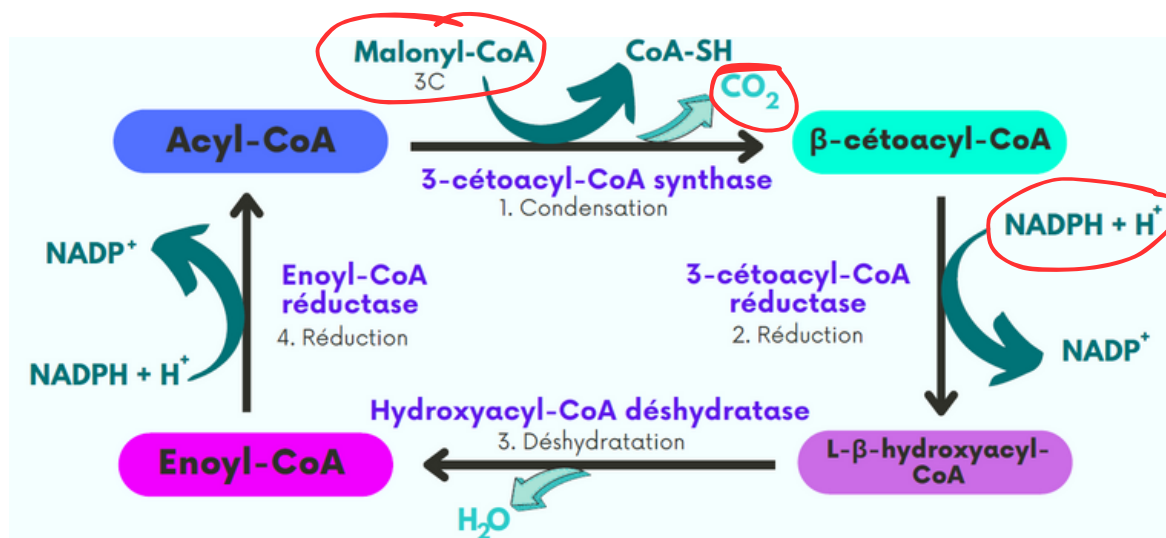 Malonyl-CoA
3C
CoA-SH
CO₂
Acyl-CoA
β-cétoacyl-CoA
3-cétoacyl-CoA synthase
1. Condensation
NADPH + H⁺
NADP⁺
Enoyl-CoA
réductase
4. Réduction
3-cétoacyl-CoA
réductase
2. Réduction
NADP⁺
NADPH + H⁺
Hydroxyacyl-CoA déshydratase
3. Déshydratation
Enoyl-CoA
L-β-hydroxyacyl-
CoA
H₂O